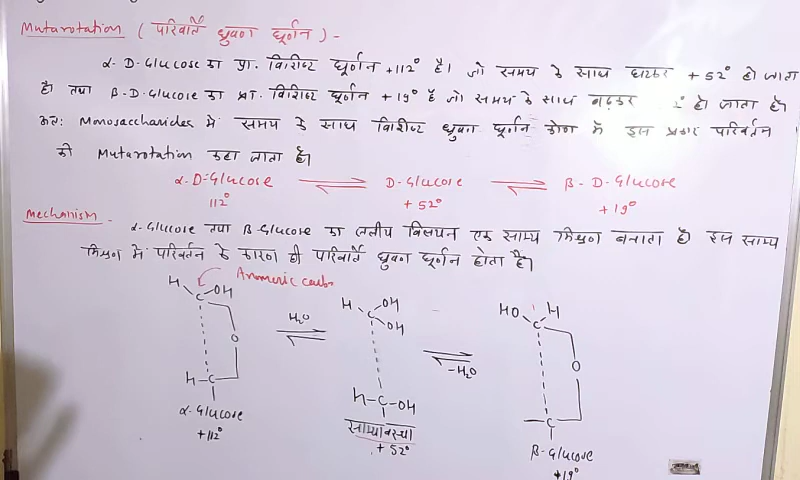 Mutarotation ( परिवर्ति ध्रुवण घूर्णन ) -
α-D-Glucose का प्रा. विशिष्ट घूर्णन +112° है। जो समय के साथ घटकर +52° हो जाता
है। तथा β-D-Glucose का प्रा. विशिष्ट घूर्णन +19° है जो समय के साथ बढ़कर 2° हो जाता है।
अतः Monosaccharides में समय के साथ विशिष्ट ध्रुवण घूर्णन कोण में इस प्रकार परिवर्तन
को Mutarotation कहा जाता है।
α-D-Glucose ⇌ D-Glucose ⇌ β-D-Glucose
112° +52° +19°
Mechanism - α-Glucose तथा β-Glucose का जलीय विलयन एक साम्य मिश्रण बनाता है इस साम्य
मिश्रण में परिवर्तन के कारण ही परिवर्ति ध्रुवण घूर्णन होता है।
Anomeric carb
H OH H OH HO H
C C OH C
O H₂O ⇌ ⇌ -H₂O O
H-C H-C-OH -C
α-Glucose साम्यावस्था β-Glucose
+112° +52° +19°